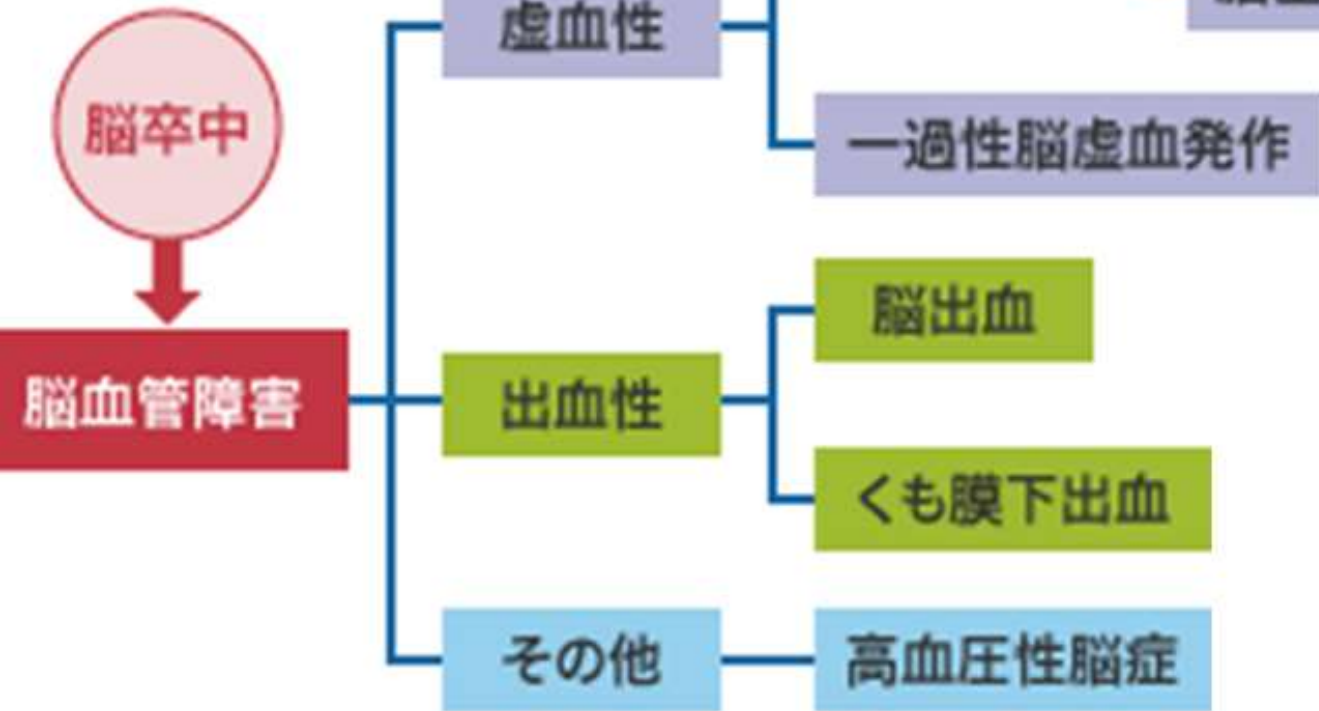 虚血性
脳卒中
一過性脳虚血発作
脳出血
脳血管障害
出血性
くも膜下出血
その他
高血圧性脳症